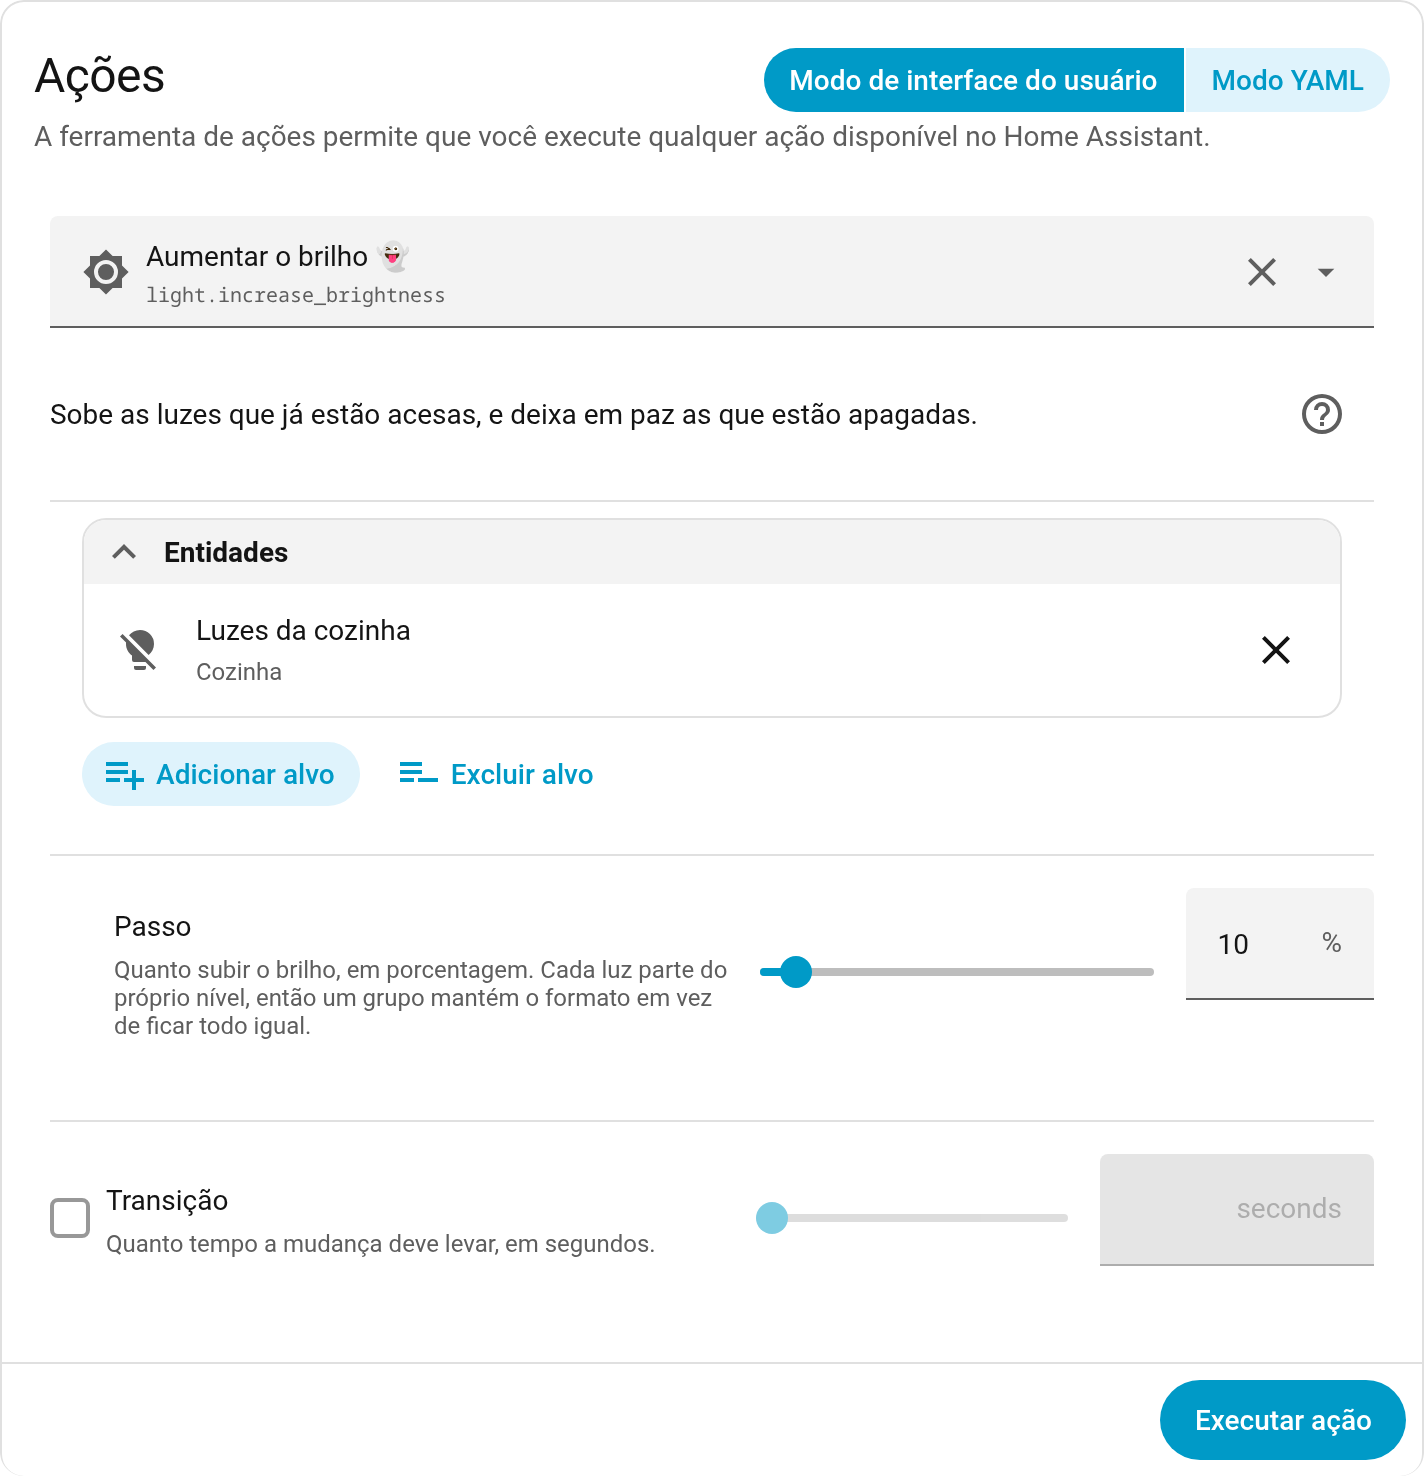 Ações
Modo de interface do usuário
Modo YAML
A ferramenta de ações permite que você execute qualquer ação disponível no Home Assistant.
Aumentar o brilho 👻
light.increase_brightness
Sobe as luzes que já estão acesas, e deixa em paz as que estão apagadas.
Entidades
Luzes da cozinha
Cozinha
Adicionar alvo
Excluir alvo
Passo
Quanto subir o brilho, em porcentagem. Cada luz parte do
próprio nível, então um grupo mantém o formato em vez
de ficar todo igual.
10 %
Transição
Quanto tempo a mudança deve levar, em segundos.
seconds
Executar ação